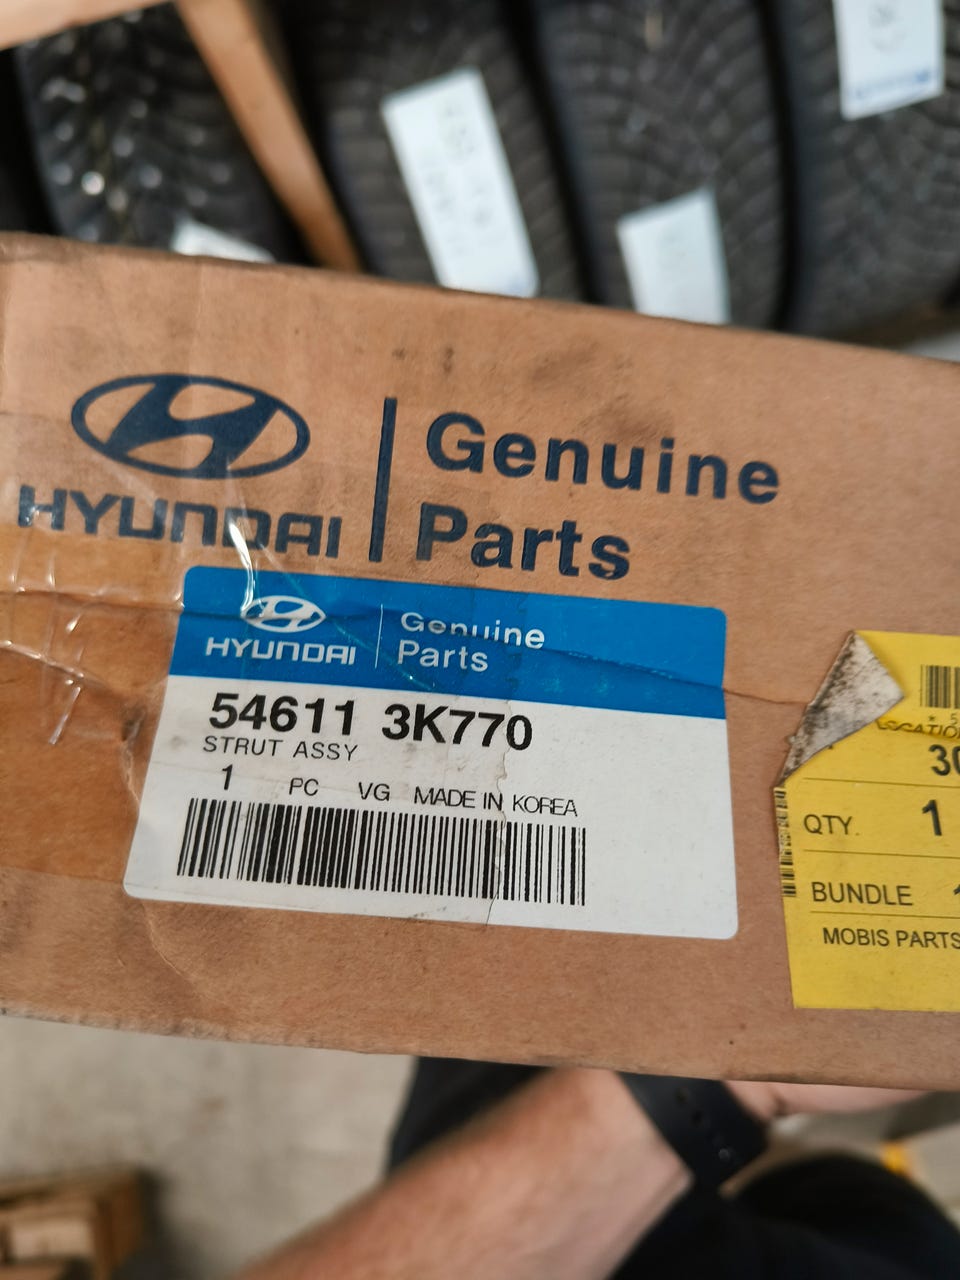 HYUNDAI
Genuine
Parts
HYUNDAI
Genuine
Parts
54611 3K770
STRUT ASSY
1 PC VG MADE IN KOREA
QTY. 1
BUNDLE
MOBIS PARTS